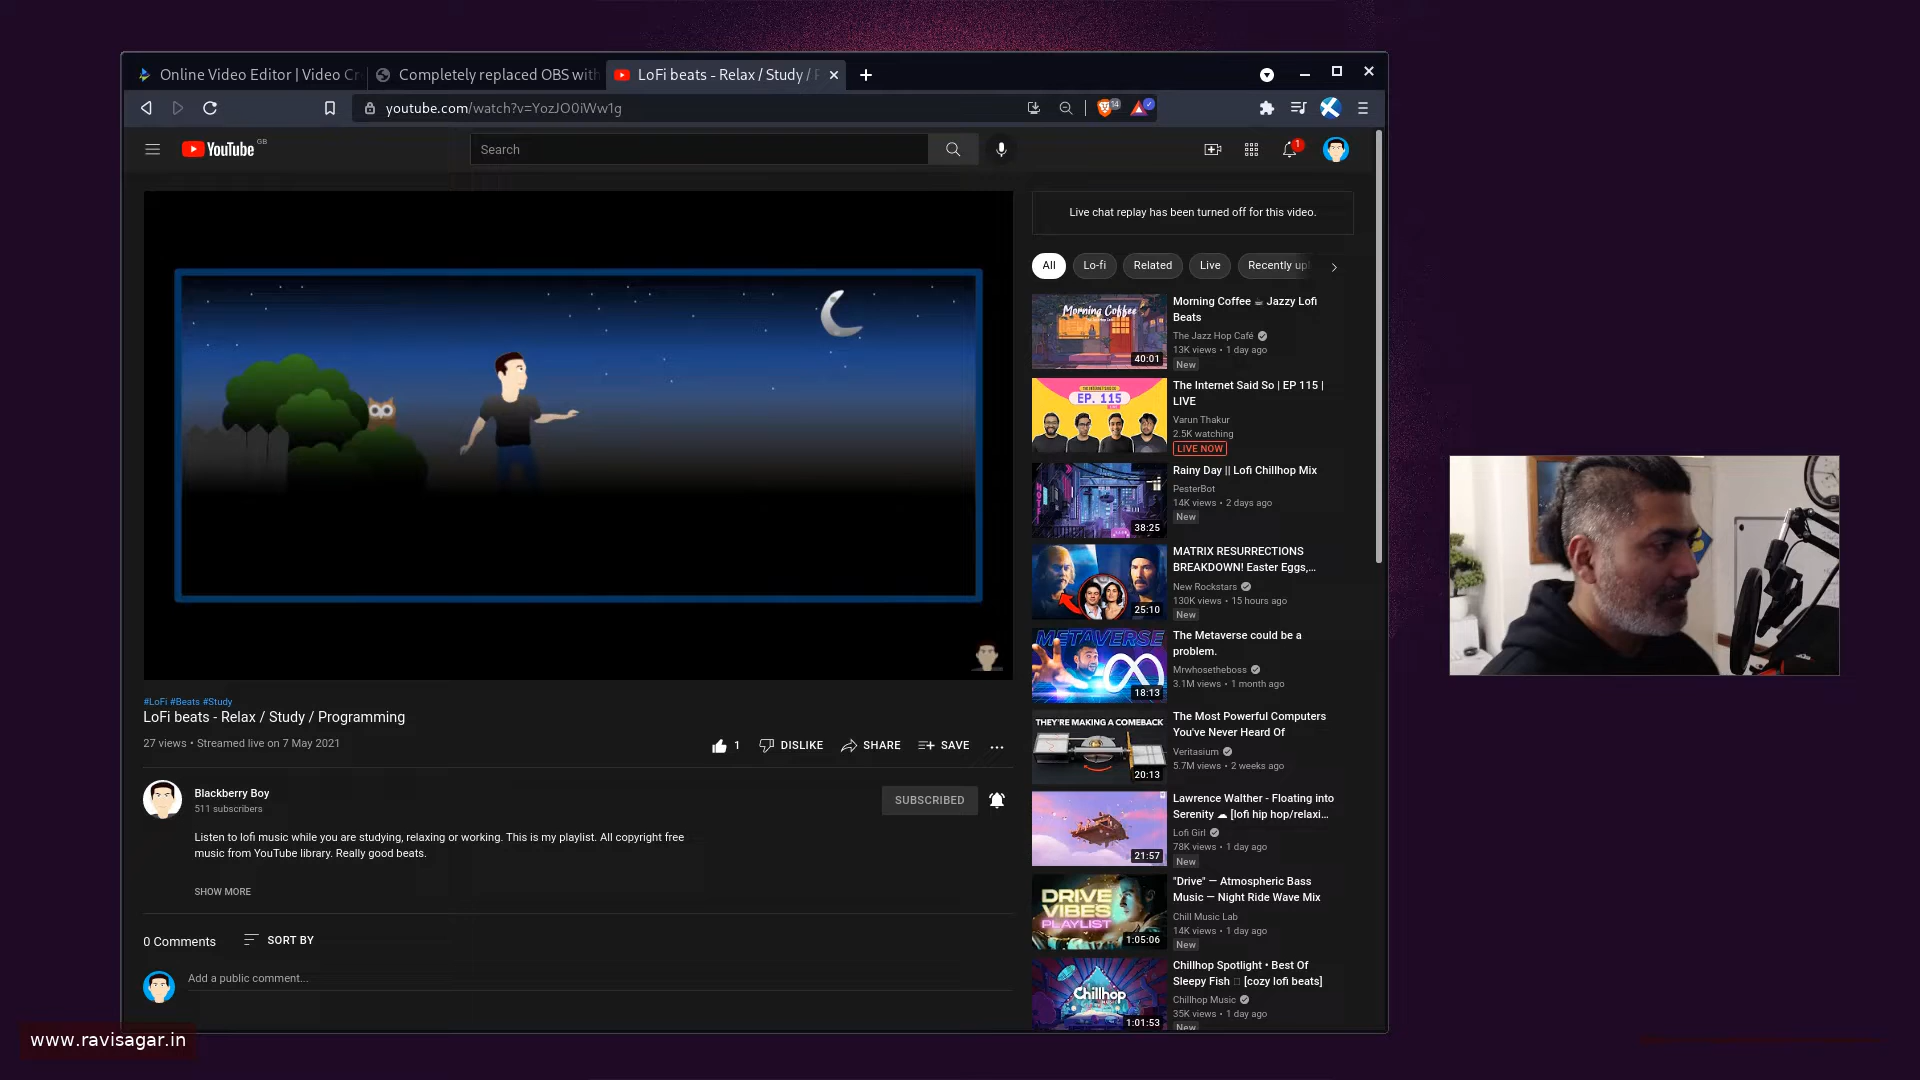 Online Video Editor | Video Cr
Completely replaced OBS with
LoFi beats - Relax / Study / P
youtube.com/watch?v=YozJO0iWw1g
14
YouTube GB
Search
1
Live chat replay has been turned off for this video.
All
Lo-fi
Related
Live
Recently up
Morning Coffee
40:01
Morning Coffee ☕ Jazzy Lofi
Beats
The Jazz Hop Café
13K views • 1 day ago
New
EP. 115
The Internet Said So | EP 115 |
LIVE
Varun Thakur
2.5K watching
LIVE NOW
38:25
Rainy Day || Lofi Chillhop Mix
PesterBot
14K views • 2 days ago
New
25:10
MATRIX RESURRECTIONS
BREAKDOWN! Easter Eggs,...
New Rockstars
130K views • 15 hours ago
New
METAVERSE
18:13
The Metaverse could be a
problem.
Mrwhosetheboss
3.1M views • 1 month ago
THEY'RE MAKING A COMEBACK
20:13
The Most Powerful Computers
You've Never Heard Of
Veritasium
5.7M views • 2 weeks ago
21:57
Lawrence Walther - Floating into
Serenity ☁ [lofi hip hop/relaxi...
Lofi Girl
78K views • 1 day ago
New
DRIVE
VIBES
PLAYLIST
1:05:06
"Drive" — Atmospheric Bass
Music — Night Ride Wave Mix
Chill Music Lab
14K views • 1 day ago
New
Chillhop
1:01:53
Chillhop Spotlight • Best Of
Sleepy Fish [cozy lofi beats]
Chillhop Music
35K views • 1 day ago
New
#LoFi #Beats #Study
LoFi beats - Relax / Study / Programming
27 views • Streamed live on 7 May 2021
1
DISLIKE
SHARE
SAVE
Blackberry Boy
511 subscribers
SUBSCRIBED
Listen to lofi music while you are studying, relaxing or working. This is my playlist. All copyright free
music from YouTube library. Really good beats.
SHOW MORE
0 Comments
SORT BY
Add a public comment...
www.ravisagar.in